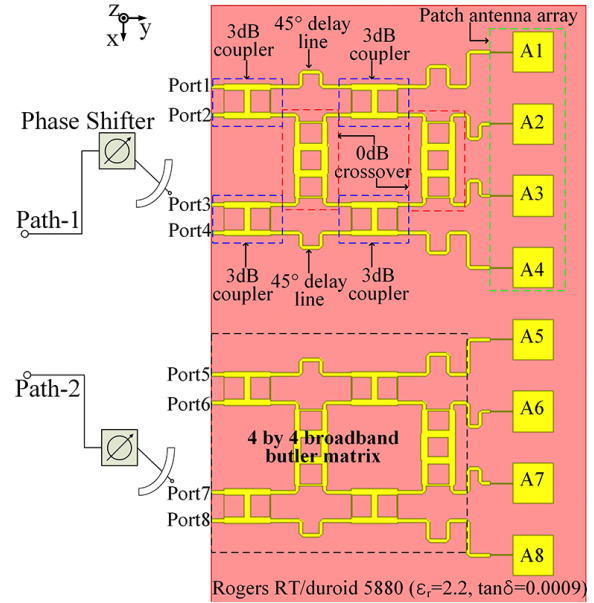 z
y
x
3dB
coupler
45° delay
line
3dB
coupler
Patch antenna array
A1
Port1
Port2
A2
Phase Shifter
0dB
crossover
Path-1
Port3
Port4
A3
3dB
coupler
45° delay
line
3dB
coupler
A4
A5
Path-2
Port5
Port6
A6
4 by 4 broadband
butler matrix
Port7
Port8
A7
A8
Rogers RT/duroid 5880 (εr=2.2, tanδ=0.0009)